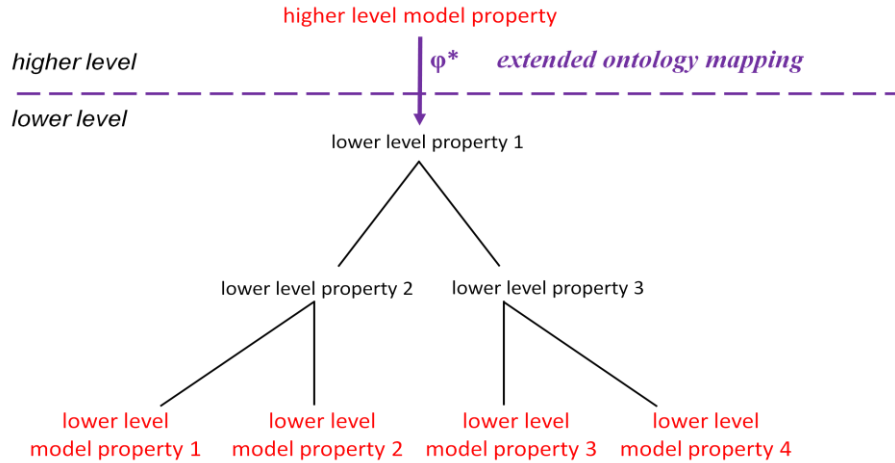 higher level model property
higher level
φ* extended ontology mapping
lower level
lower level property 1
lower level property 2 lower level property 3
lower level lower level lower level lower level
model property 1 model property 2 model property 3 model property 4